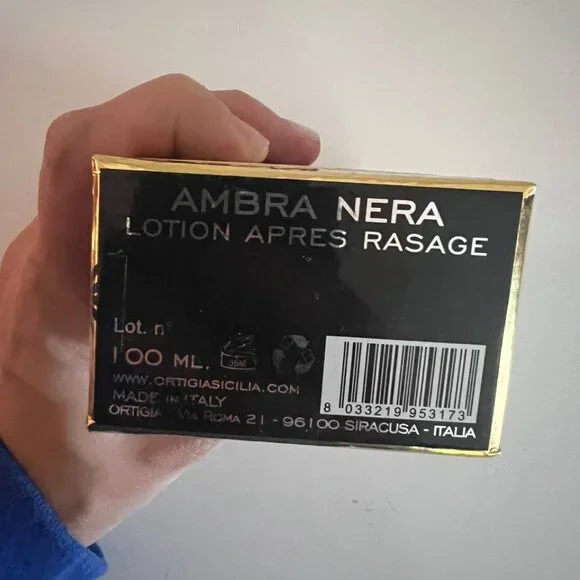 AMBRA NERA
LOTION APRES RASAGE
Lot. n°
100 ML.
36M
WWW.ORTIGIASICILIA.COM
MADE IN ITALY
ORTIGIA VIA ROMA 21 - 96100 SIRACUSA - ITALIA
8 033219 953173